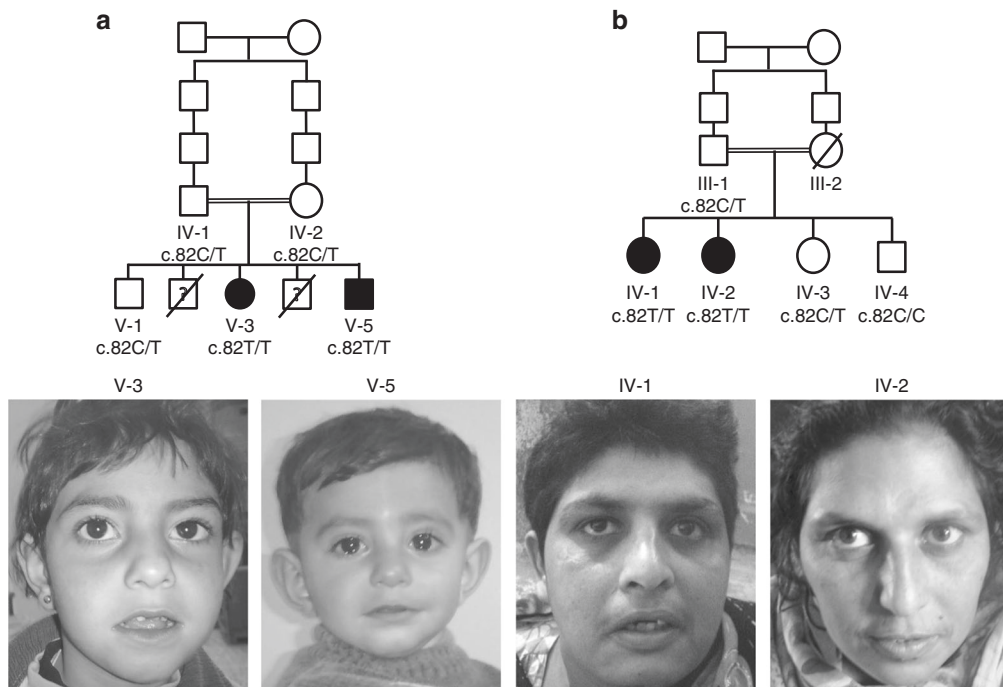 a
b
IV-1
IV-2
c.82C/T
c.82C/T
?
?
V-1
V-3
V-5
c.82C/T
c.82T/T
c.82T/T
III-1
III-2
c.82C/T
IV-1
IV-2
IV-3
IV-4
c.82T/T
c.82T/T
c.82C/T
c.82C/C
V-3
V-5
IV-1
IV-2